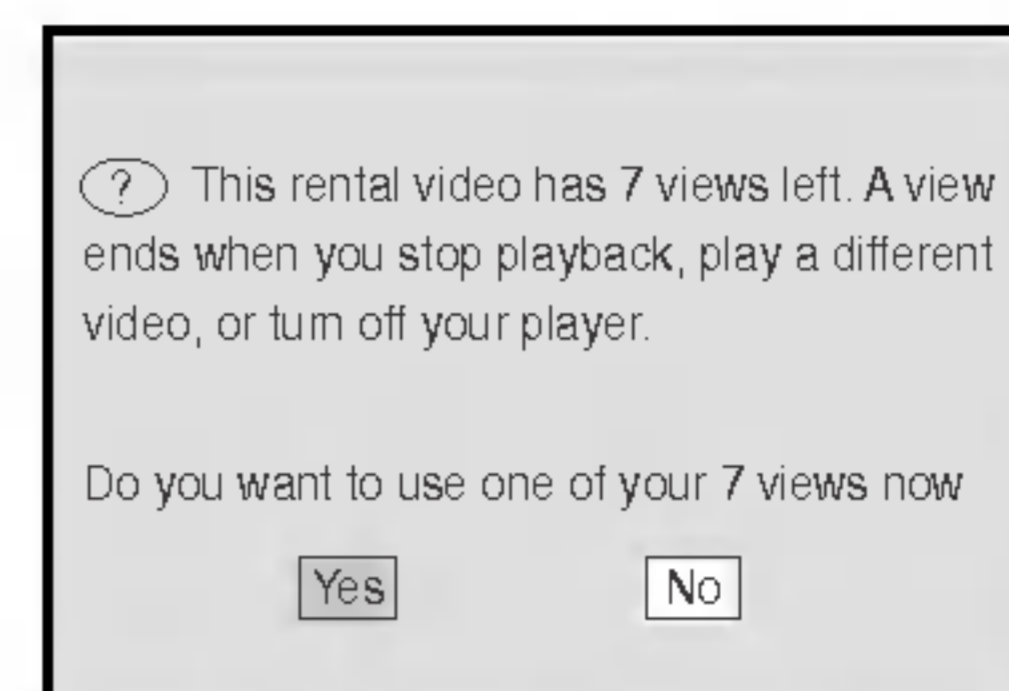 ? This rental video has 7 views left. A view
ends when you stop playback, play a different
video, or turn off your player.
Do you want to use one of your 7 views now
Yes No